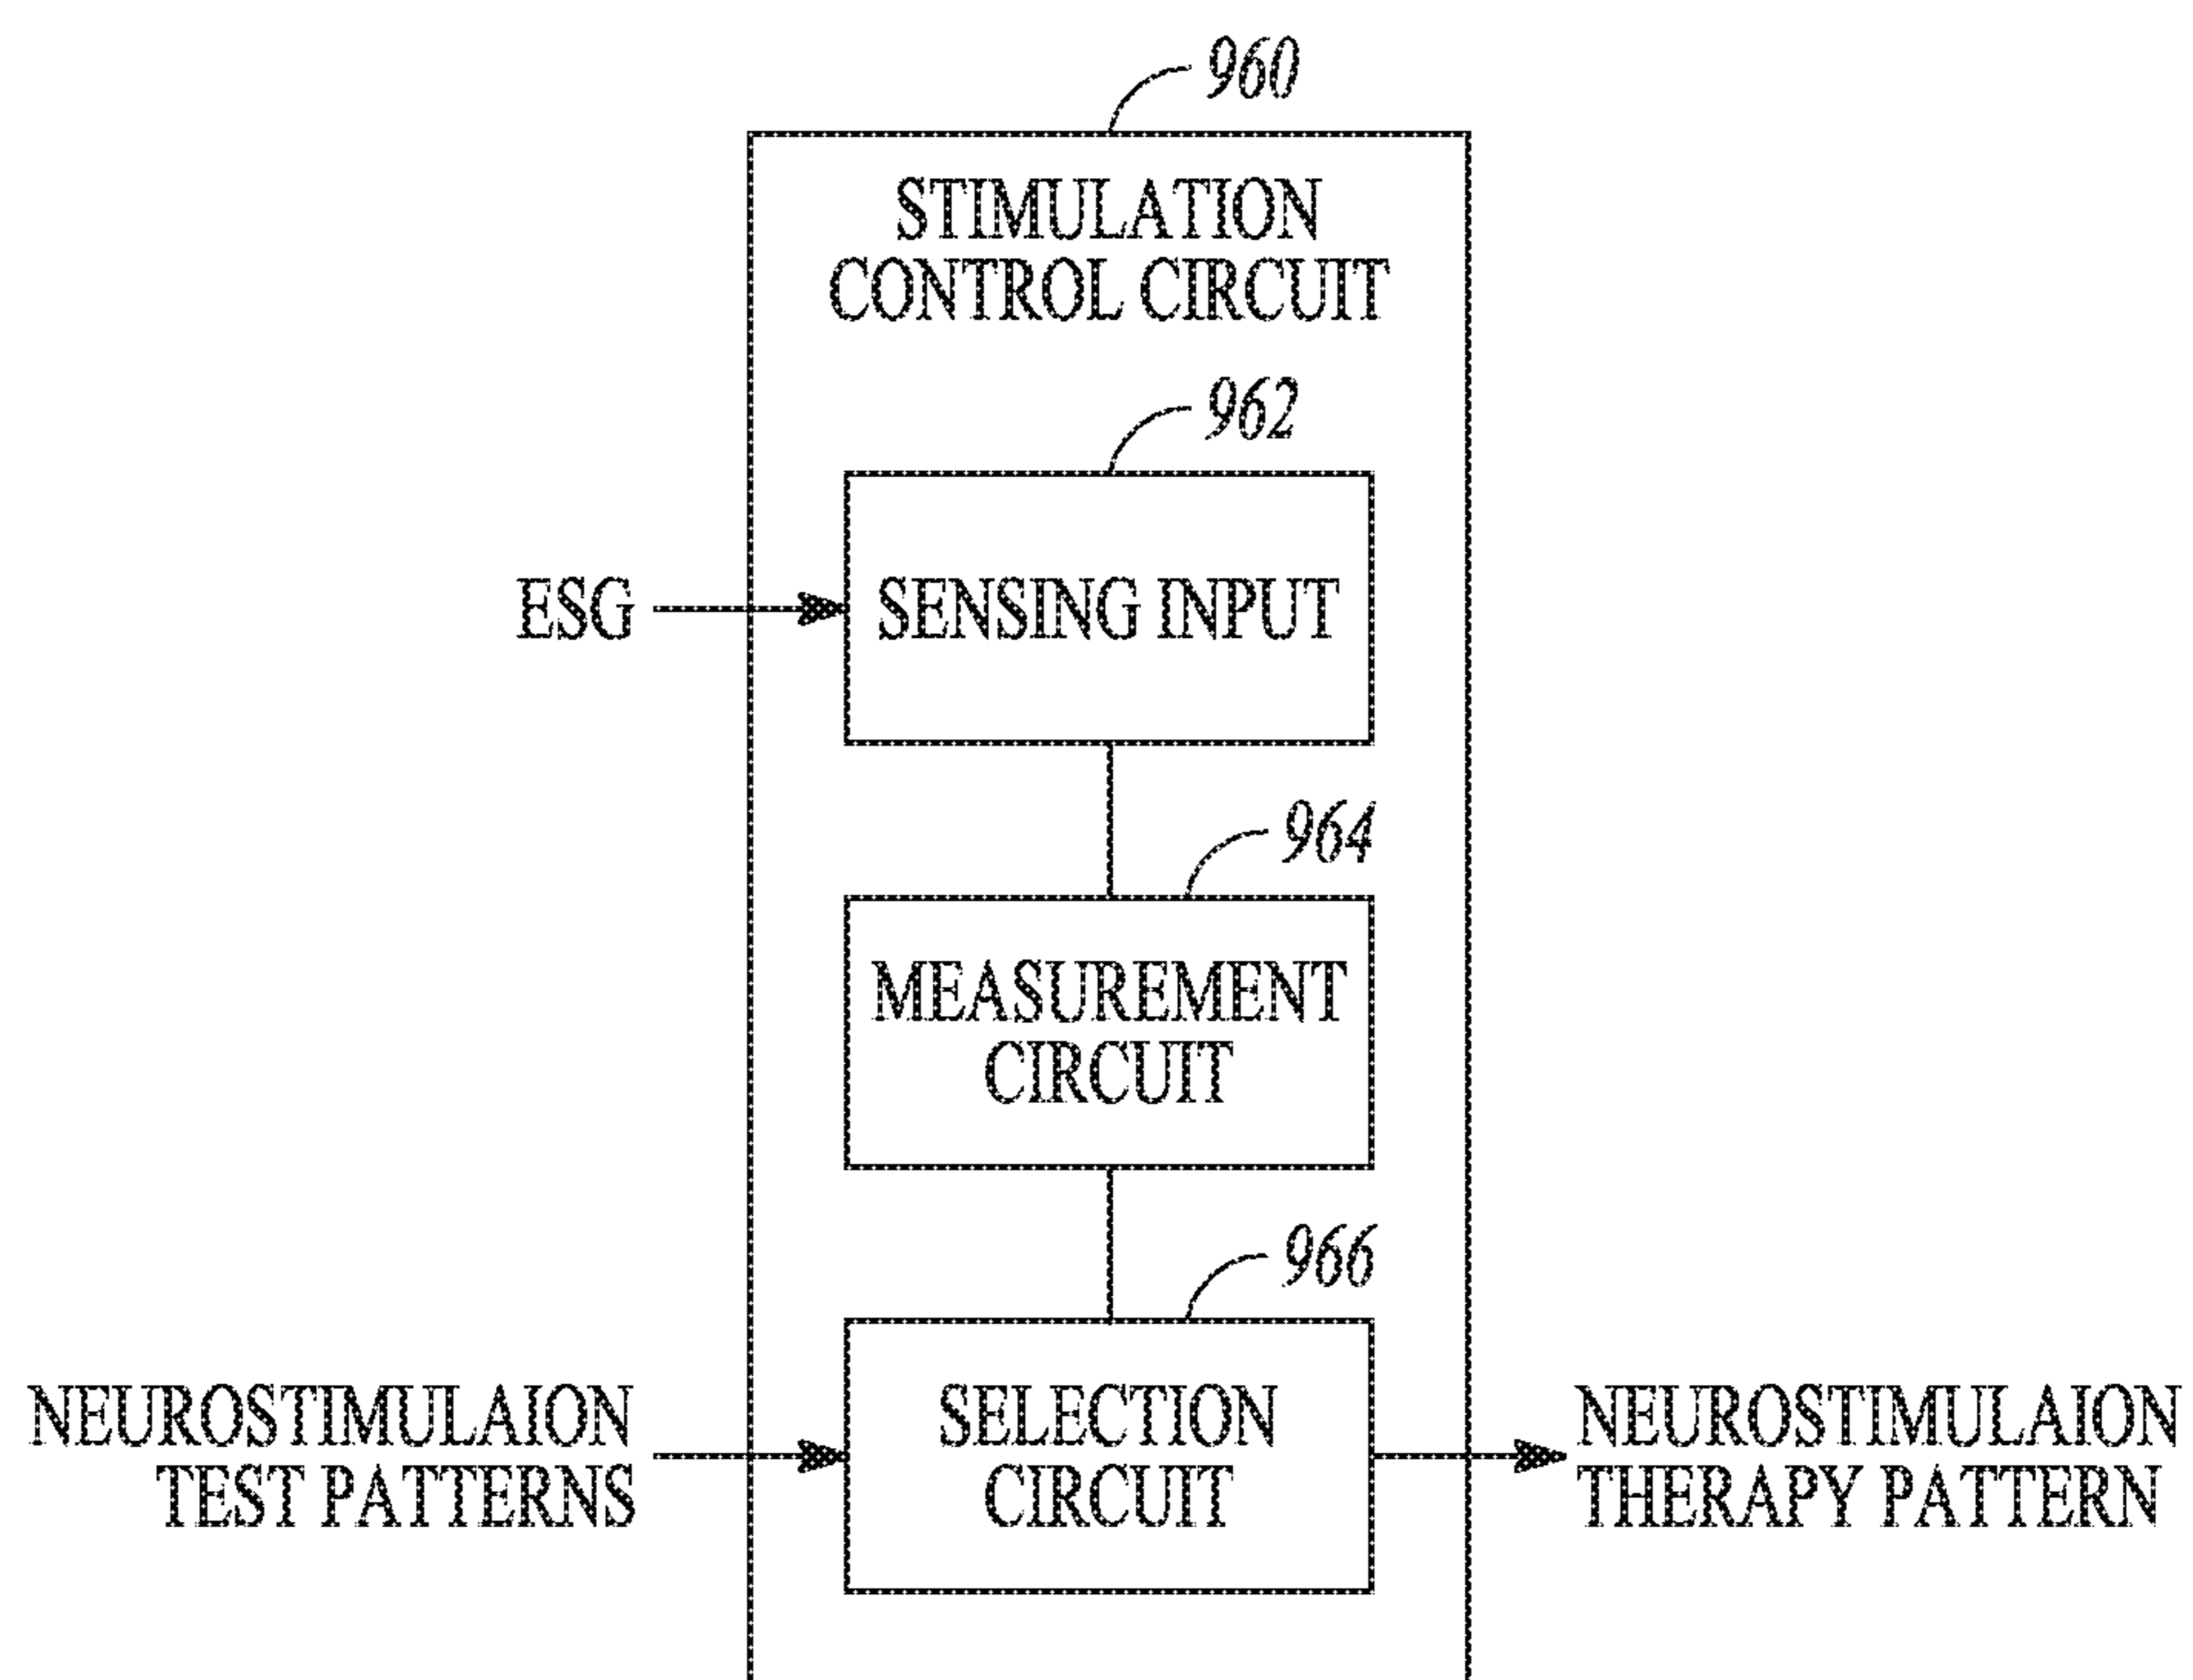 960
STIMULATION
CONTROL CIRCUIT
962
ESG
SENSING INPUT
964
MEASUREMENT
CIRCUIT
966
NEUROSTIMULAION
TEST PATTERNS
SELECTION
CIRCUIT
NEUROSTIMULAION
THERAPY PATTERN